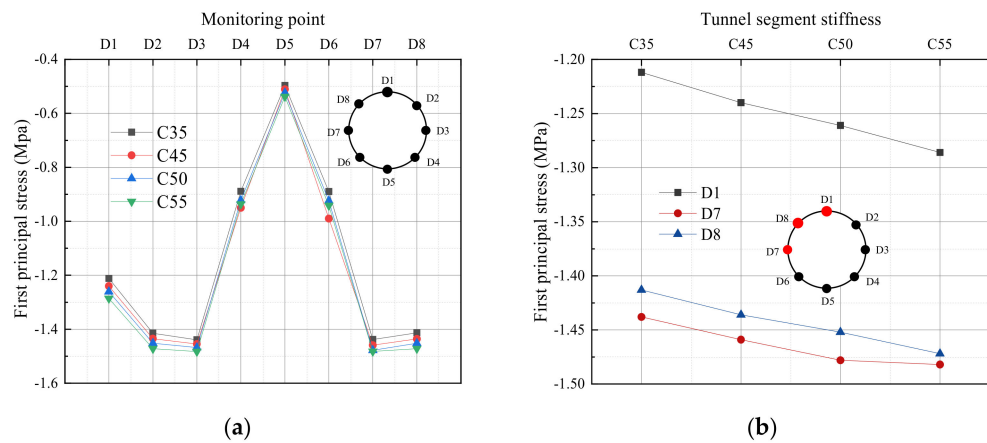 Monitoring point
D1 D2 D3 D4 D5 D6 D7 D8
First principal stress (Mpa)
-0.4
-0.6
-0.8
-1.0
-1.2
-1.4
-1.6
C35
C45
C50
C55
D1
D2
D3
D4
D5
D6
D7
D8
(a)
Tunnel segment stiffness
C35 C45 C50 C55
First principal stress (MPa)
-1.20
-1.25
-1.30
-1.35
-1.40
-1.45
-1.50
D1
D7
D8
D1
D2
D3
D4
D5
D6
D7
D8
(b)